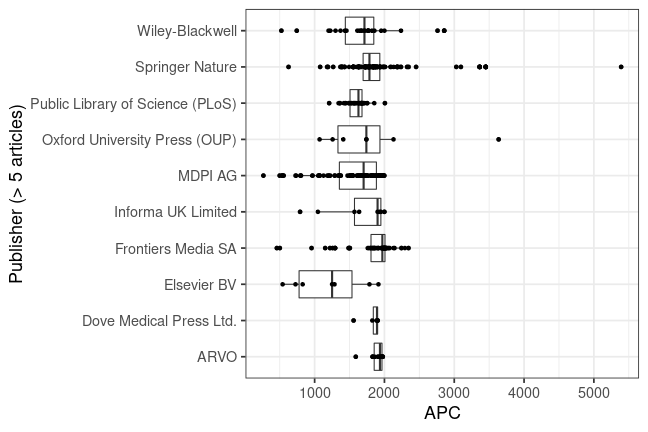 Publisher (> 5 articles)
Wiley-Blackwell
Springer Nature
Public Library of Science (PLoS)
Oxford University Press (OUP)
MDPI AG
Informa UK Limited
Frontiers Media SA
Elsevier BV
Dove Medical Press Ltd.
ARVO
1000 2000 3000 4000 5000
APC